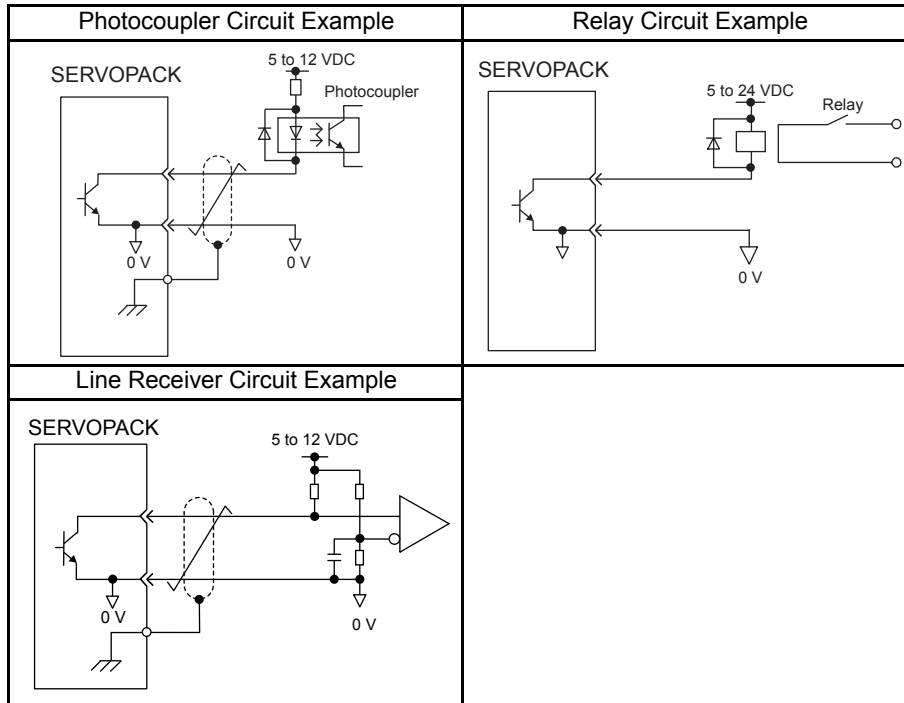 Photocoupler Circuit Example
SERVOPACK
5 to 12 VDC
Photocoupler
0 V
0 V
Relay Circuit Example
SERVOPACK
5 to 24 VDC
Relay
0 V
Line Receiver Circuit Example
SERVOPACK
5 to 12 VDC
0 V
0 V